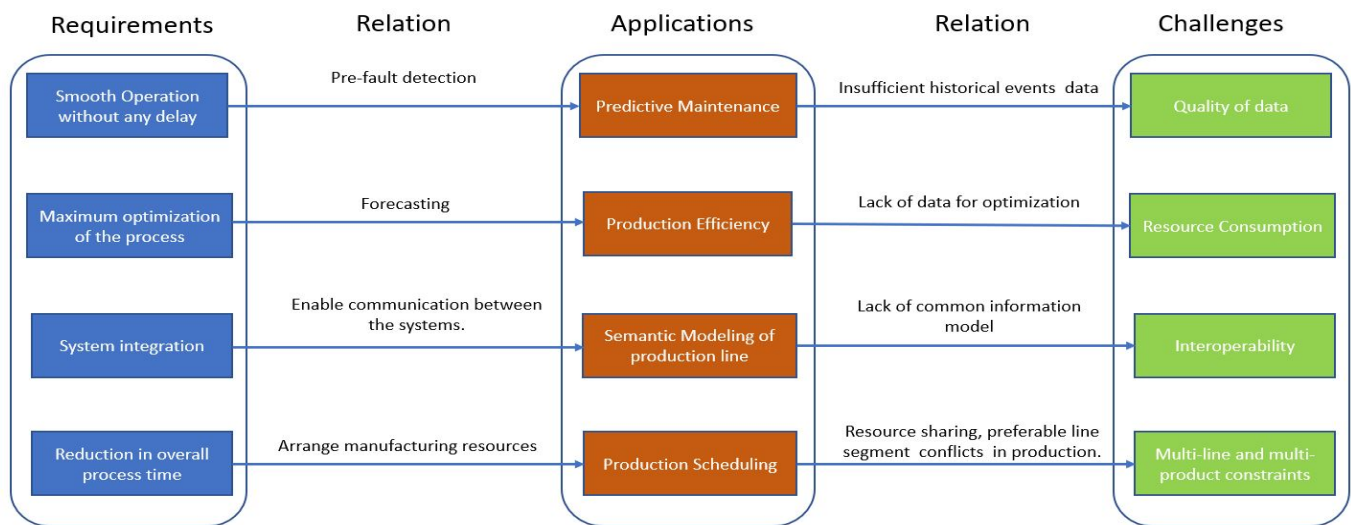 Requirements
Relation
Applications
Relation
Challenges
Smooth Operation
without any delay
Pre-fault detection
Predictive Maintenance
Insufficient historical events data
Quality of data
Maximum optimization
of the process
Forecasting
Production Efficiency
Lack of data for optimization
Resource Consumption
System integration
Enable communication between
the systems.
Semantic Modeling of
production line
Lack of common information
model
Interoperability
Reduction in overall
process time
Arrange manufacturing resources
Production Scheduling
Resource sharing, preferable line
segment conflicts in production.
Multi-line and multi-
product constraints